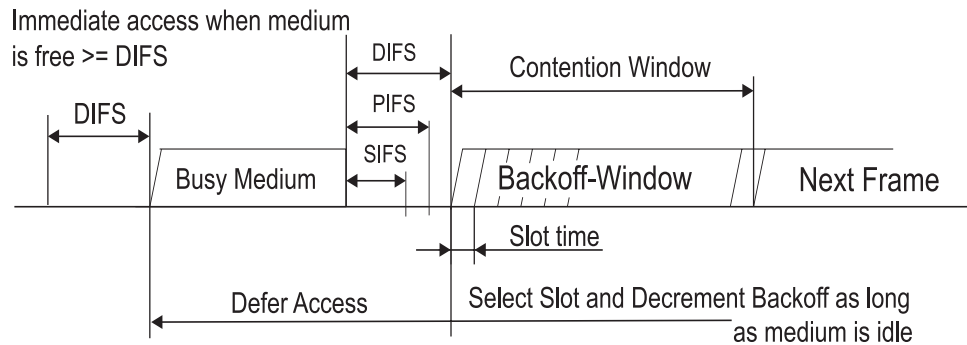 Immediate access when medium
is free >= DIFS
DIFS
DIFS
PIFS
SIFS
Contention Window
Busy Medium
Backoff-Window
Next Frame
Slot time
Defer Access
Select Slot and Decrement Backoff as long
as medium is idle